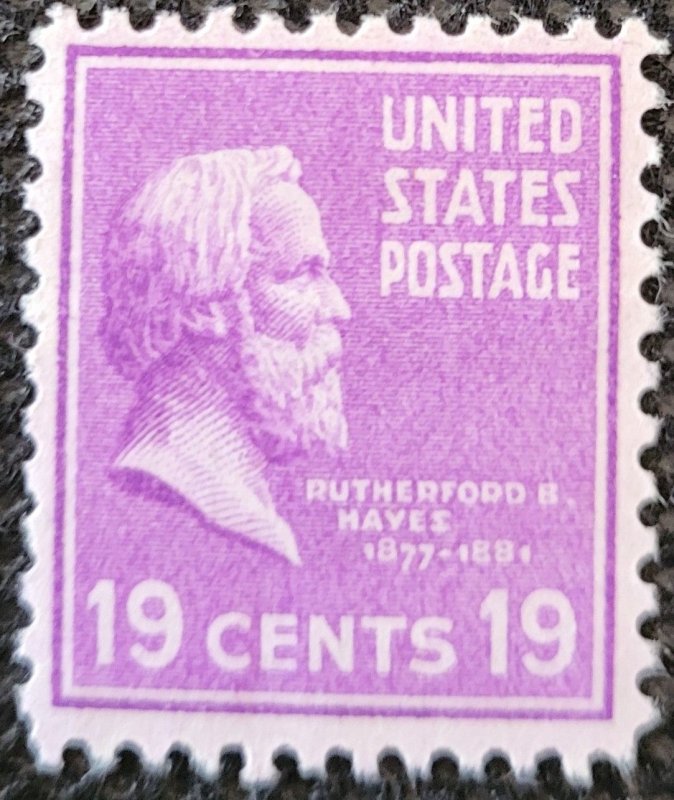 UNITED
STATES
POSTAGE
RUTHERFORD B.
HAYES
1877-1881
19 CENTS 19